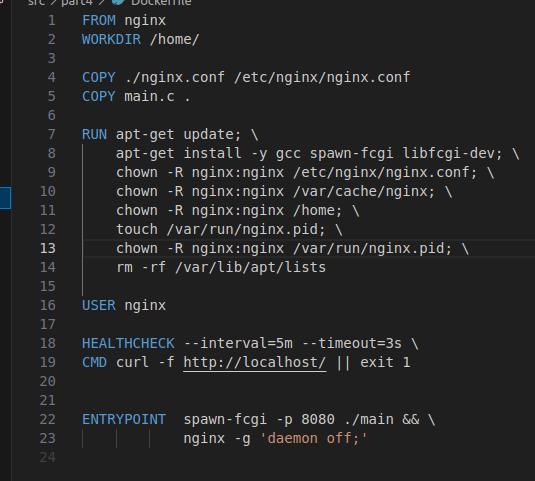 src / part4 / Dockerfile
1 FROM nginx
2 WORKDIR /home/
3
4 COPY ./nginx.conf /etc/nginx/nginx.conf
5 COPY main.c .
6
7 RUN apt-get update; \
8 apt-get install -y gcc spawn-fcgi libfcgi-dev; \
9 chown -R nginx:nginx /etc/nginx/nginx.conf; \
10 chown -R nginx:nginx /var/cache/nginx; \
11 chown -R nginx:nginx /home; \
12 touch /var/run/nginx.pid; \
13 chown -R nginx:nginx /var/run/nginx.pid; \
14 rm -rf /var/lib/apt/lists
15
16 USER nginx
17
18 HEALTHCHECK --interval=5m --timeout=3s \
19 CMD curl -f http://localhost/ || exit 1
20
21
22 ENTRYPOINT  spawn-fcgi -p 8080 ./main && \
23 nginx -g 'daemon off;'
24